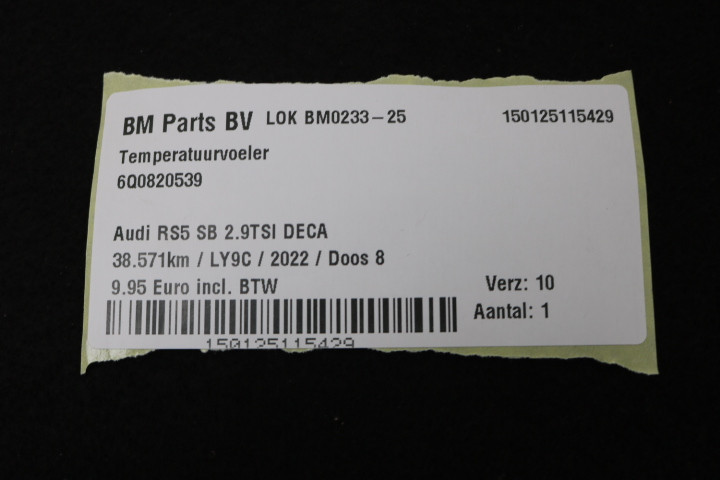 BM Parts BV LOK BM0233-25 150125115429
Temperatuurvoeler
6Q0820539
Audi RS5 SB 2.9TSI DECA
38.571km / LY9C / 2022 / Doos 8
9.95 Euro incl. BTW Verz: 10
Aantal: 1
150125115429